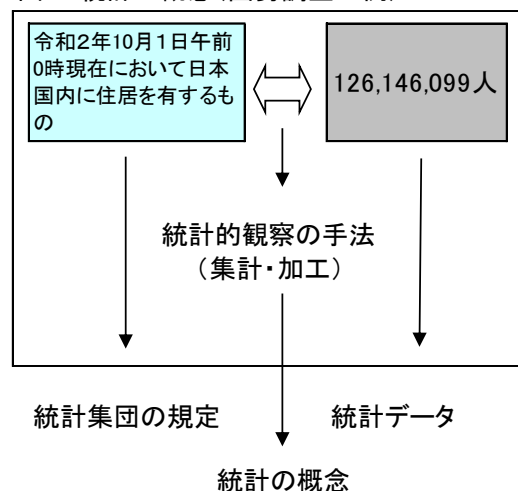 令和2年10月1日午前
0時現在において日本
国内に住居を有するも
の
126,146,099人
統計的観察の手法
（集計・加工）
統計集団の規定
統計データ
統計の概念